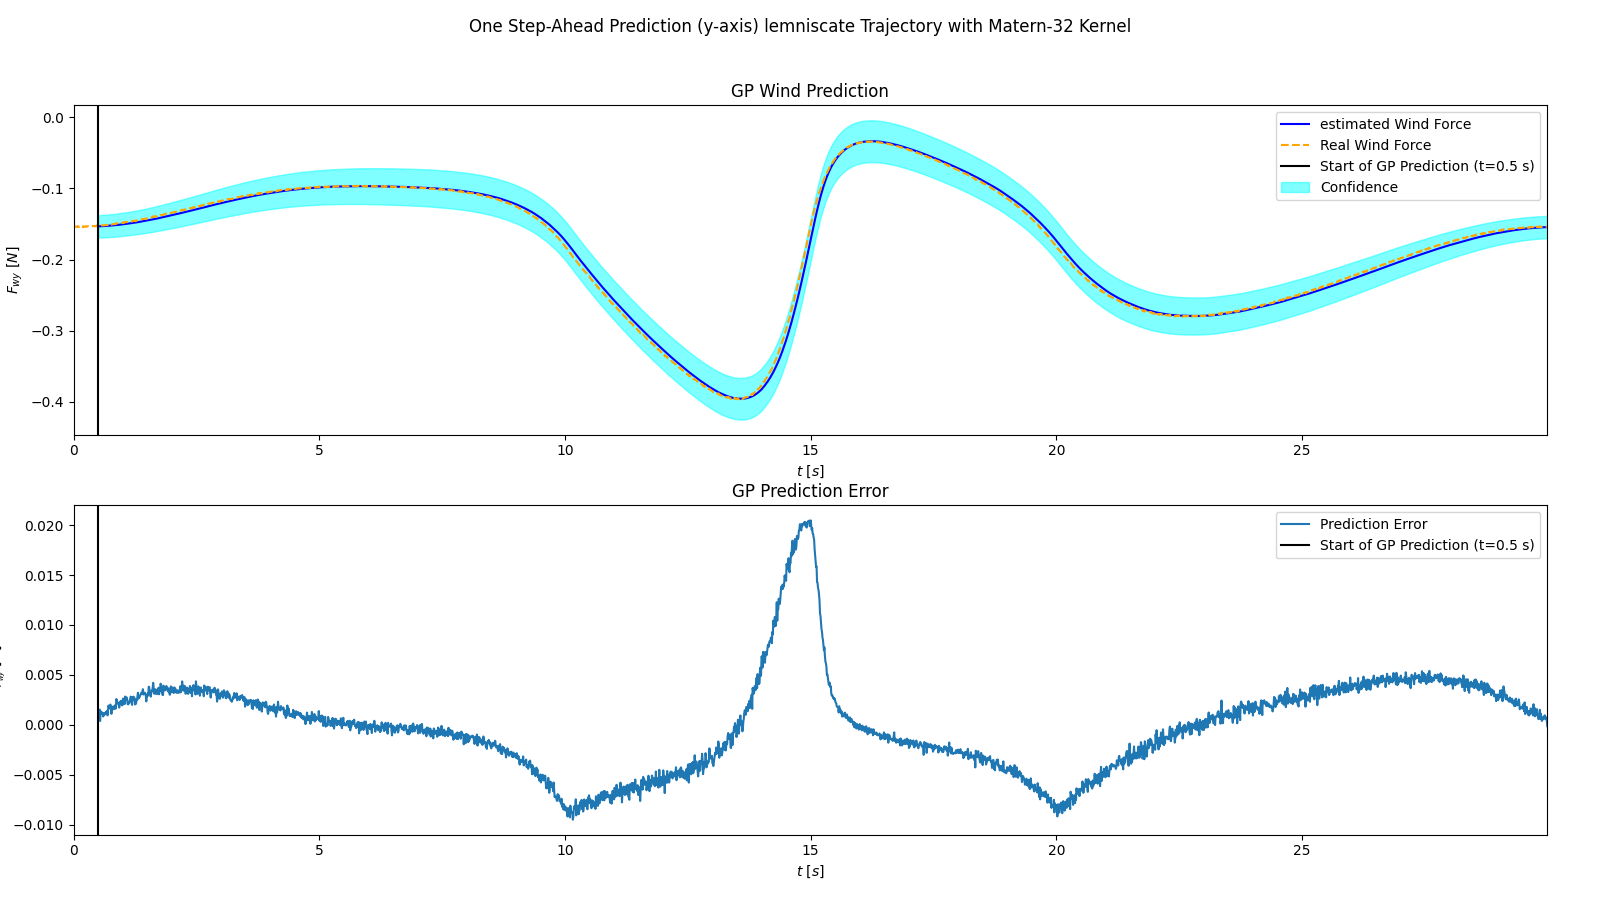 One Step-Ahead Prediction (y-axis) lemniscate Trajectory with Matern-32 Kernel
GP Wind Prediction
0.0
−0.1
−0.2
−0.3
−0.4
F_wy [N]
estimated Wind Force
Real Wind Force
Start of GP Prediction (t=0.5 s)
Confidence
0 5 10 15 20 25
t [s]
GP Prediction Error
0.020
0.015
0.010
0.005
0.000
−0.005
−0.010
Prediction Error
Start of GP Prediction (t=0.5 s)
0 5 10 15 20 25
t [s]